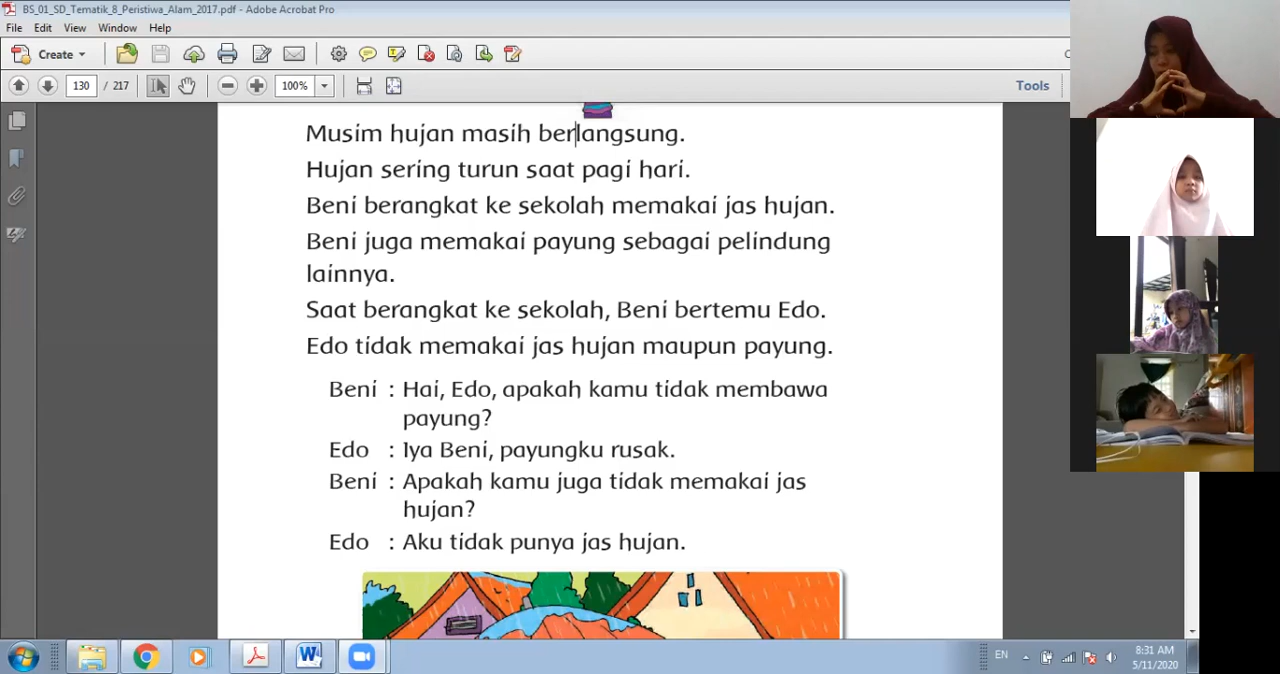 BS_01_SD_Tematik_8_Peristiwa_Alam_2017.pdf - Adobe Acrobat Pro
File Edit View Window Help
Create
130 / 217 100% Tools
Musim hujan masih berlangsung.
Hujan sering turun saat pagi hari.
Beni berangkat ke sekolah memakai jas hujan.
Beni juga memakai payung sebagai pelindung
lainnya.
Saat berangkat ke sekolah, Beni bertemu Edo.
Edo tidak memakai jas hujan maupun payung.
Beni : Hai, Edo, apakah kamu tidak membawa
payung?
Edo : Iya Beni, payungku rusak.
Beni : Apakah kamu juga tidak memakai jas
hujan?
Edo : Aku tidak punya jas hujan.
EN
8:31 AM
5/11/2020